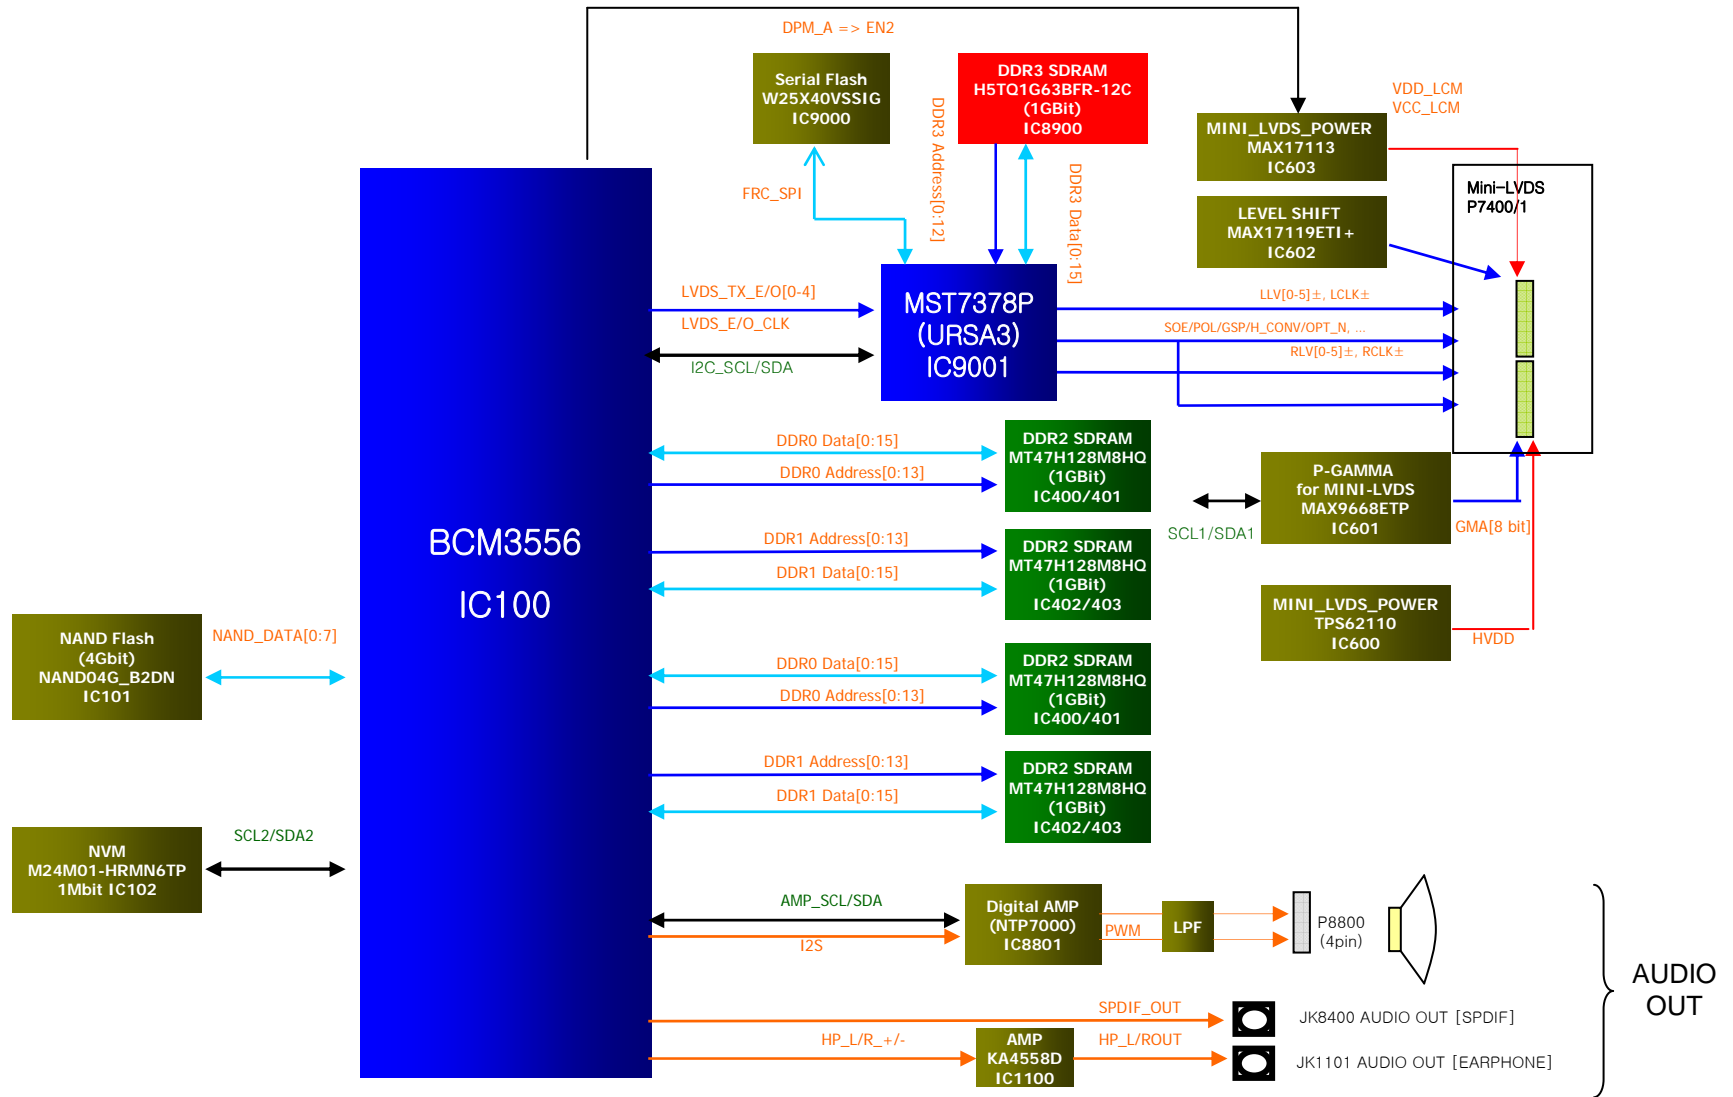 DPM_A => EN2
Serial Flash
W25X40VSSIG
IC9000
DDR3 SDRAM
H5TQ1G63BFR-12C
(1GBit)
IC8900
DDR3 Address[0:12]
DDR3 Data[0:15]
FRC_SPI
VDD_LCM
VCC_LCM
MINI_LVDS_POWER
MAX17113
IC603
Mini-LVDS
P7400/1
LEVEL SHIFT
MAX17119ETI+
IC602
LVDS_TX_E/O[0-4]
LVDS_E/O_CLK
I2C_SCL/SDA
MST7378P
(URSA3)
IC9001
LLV[0-5]±, LCLK±
SOE/POL/GSP/H_CONV/OPT_N, ...
RLV[0-5]±, RCLK±
BCM3556
IC100
DDR0 Data[0:15]
DDR0 Address[0:13]
DDR2 SDRAM
MT47H128M8HQ
(1GBit)
IC400/401
P-GAMMA
for MINI-LVDS
MAX9668ETP
IC601
SCL1/SDA1
GMA[8 bit]
DDR1 Address[0:13]
DDR1 Data[0:15]
DDR2 SDRAM
MT47H128M8HQ
(1GBit)
IC402/403
MINI_LVDS_POWER
TPS62110
IC600
HVDD
NAND Flash
(4Gbit)
NAND04G_B2DN
IC101
NAND_DATA[0:7]
DDR0 Data[0:15]
DDR0 Address[0:13]
DDR2 SDRAM
MT47H128M8HQ
(1GBit)
IC400/401
DDR1 Address[0:13]
DDR1 Data[0:15]
DDR2 SDRAM
MT47H128M8HQ
(1GBit)
IC402/403
NVM
M24M01-HRMN6TP
1Mbit IC102
SCL2/SDA2
AMP_SCL/SDA
I2S
Digital AMP
(NTP7000)
IC8801
PWM
LPF
P8800
(4pin)
AUDIO
OUT
SPDIF_OUT
JK8400 AUDIO OUT [SPDIF]
HP_L/R_+/-
AMP
KA4558D
IC1100
HP_L/ROUT
JK1101 AUDIO OUT [EARPHONE]